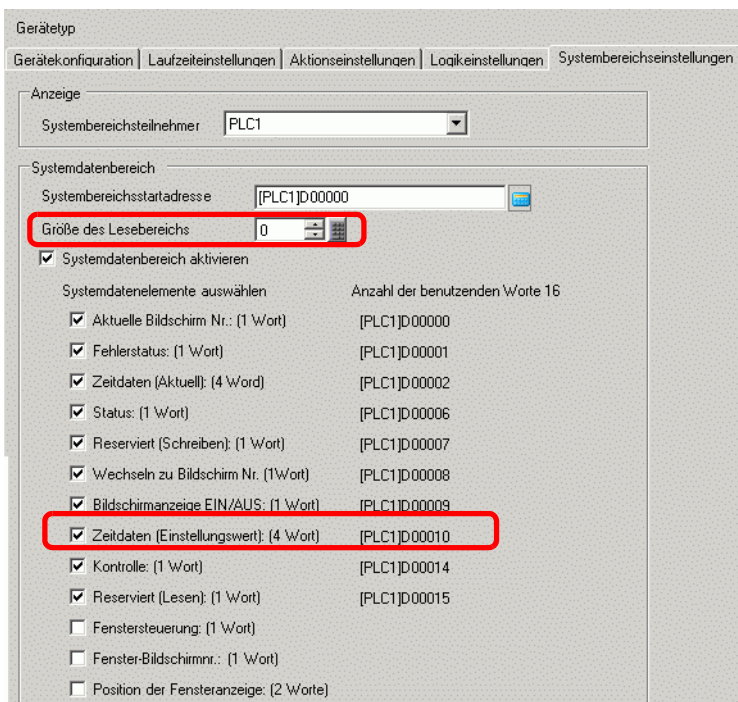 Gerätetyp
Gerätekonfiguration Laufzeiteinstellungen Aktionseinstellungen Logikeinstellungen Systembereichseinstellungen
Anzeige
Systembereichsteilnehmer PLC1
Systemdatenbereich
Systembereichsstartadresse [PLC1]D00000
Größe des Lesebereichs 0
Systemdatenbereich aktivieren
Systemdatenelemente auswählen Anzahl der benutzenden Worte 16
Aktuelle Bildschirm Nr.: (1 Wort) [PLC1]D00000
Fehlerstatus: (1 Wort) [PLC1]D00001
Zeitdaten (Aktuell): (4 Word) [PLC1]D00002
Status: (1 Wort) [PLC1]D00006
Reserviert (Schreiben): (1 Wort) [PLC1]D00007
Wechseln zu Bildschirm Nr. (1Wort) [PLC1]D00008
Bildschirmanzeige EIN/AUS: (1 Wort) [PLC1]D00009
Zeitdaten (Einstellungswert): (4 Wort) [PLC1]D00010
Kontrolle: (1 Wort) [PLC1]D00014
Reserviert (Lesen): (1 Wort) [PLC1]D00015
Fenstersteuerung: (1 Wort)
Fenster-Bildschirmnr.: (1 Wort)
Position der Fensteranzeige: (2 Worte)